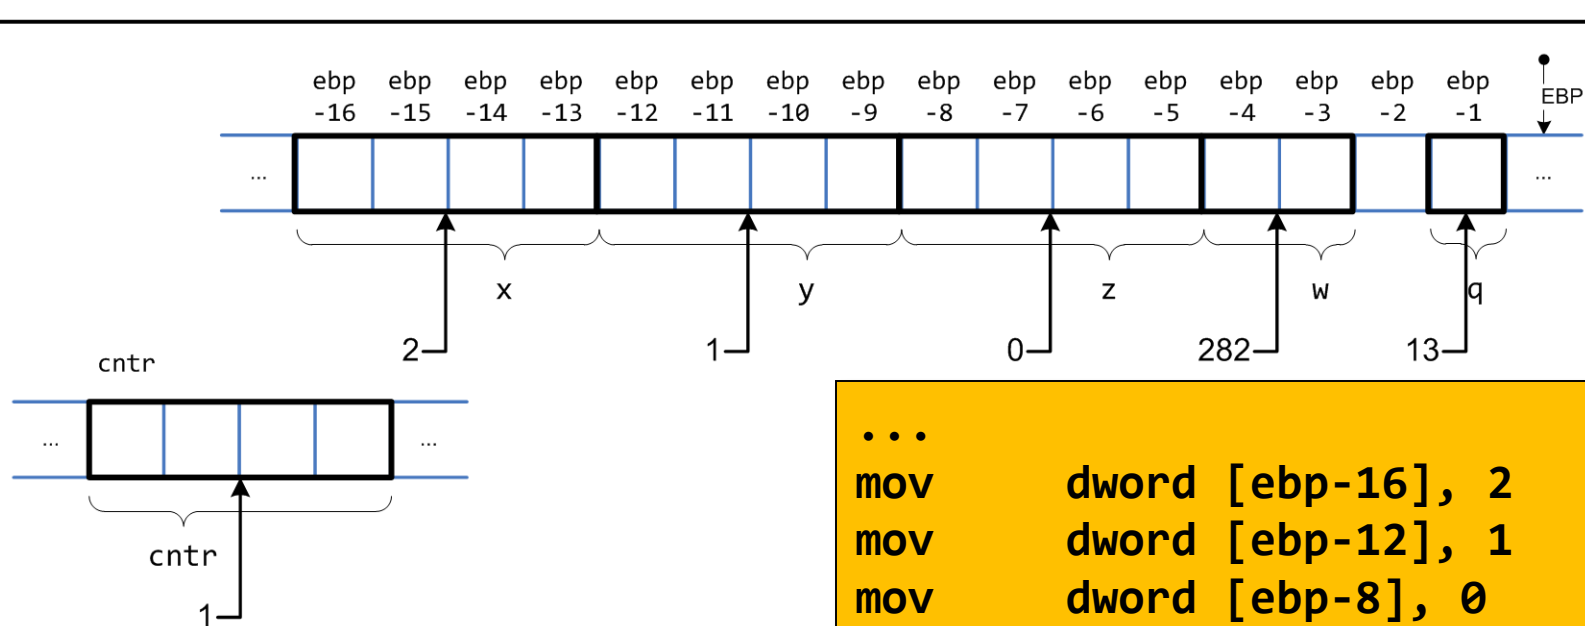 ebp ebp ebp ebp ebp ebp ebp ebp ebp ebp ebp ebp ebp ebp ebp ebp
-16 -15 -14 -13 -12 -11 -10 -9 -8 -7 -6 -5 -4 -3 -2 -1 EBP
... ...
x y z w q
2 1 0 282 13
cntr
... ...
cntr
1
...
mov dword [ebp-16], 2
mov dword [ebp-12], 1
mov dword [ebp-8], 0